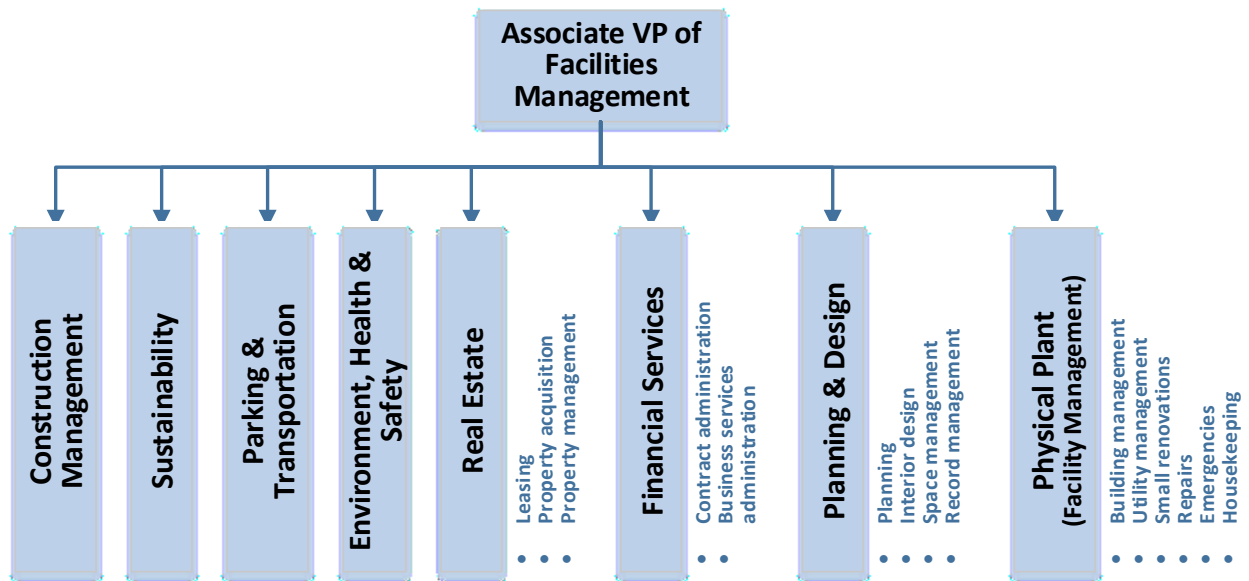 Associate VP of
Facilities
Management
Construction
Management
Sustainability
Parking &
Transportation
Environment, Health &
Safety
Real Estate
• Leasing
• Property acquisition
• Property management
Financial Services
• Contract administration
• Business services
administration
Planning & Design
• Planning
• Interior design
• Space management
• Record management
Physical Plant
(Facility Management)
• Building management
• Utility management
• Small renovations
• Repairs
• Emergencies
• Housekeeping